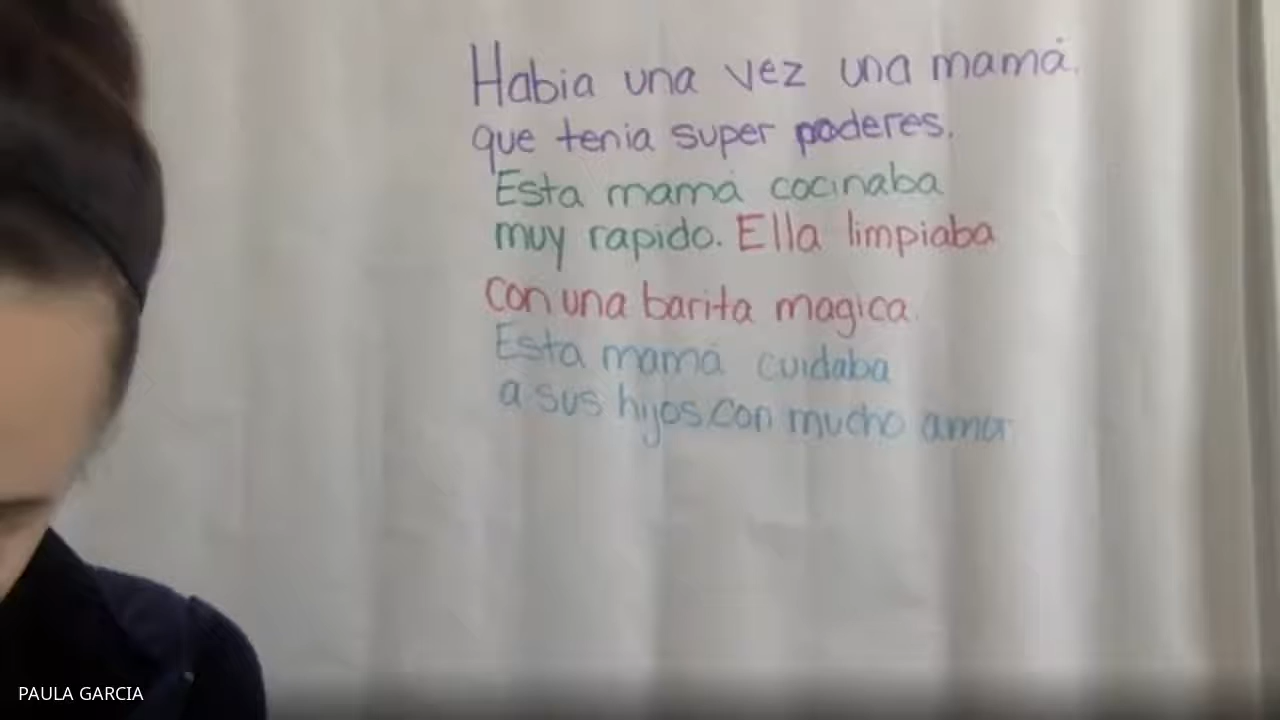 Habia una vez una mamá.
que tenia super poderes.
Esta mamá cocinaba
muy rapido. Ella limpiaba
con una barita magica.
Esta mamá cuidaba
a sus hijos con mucho amor
PAULA GARCIA